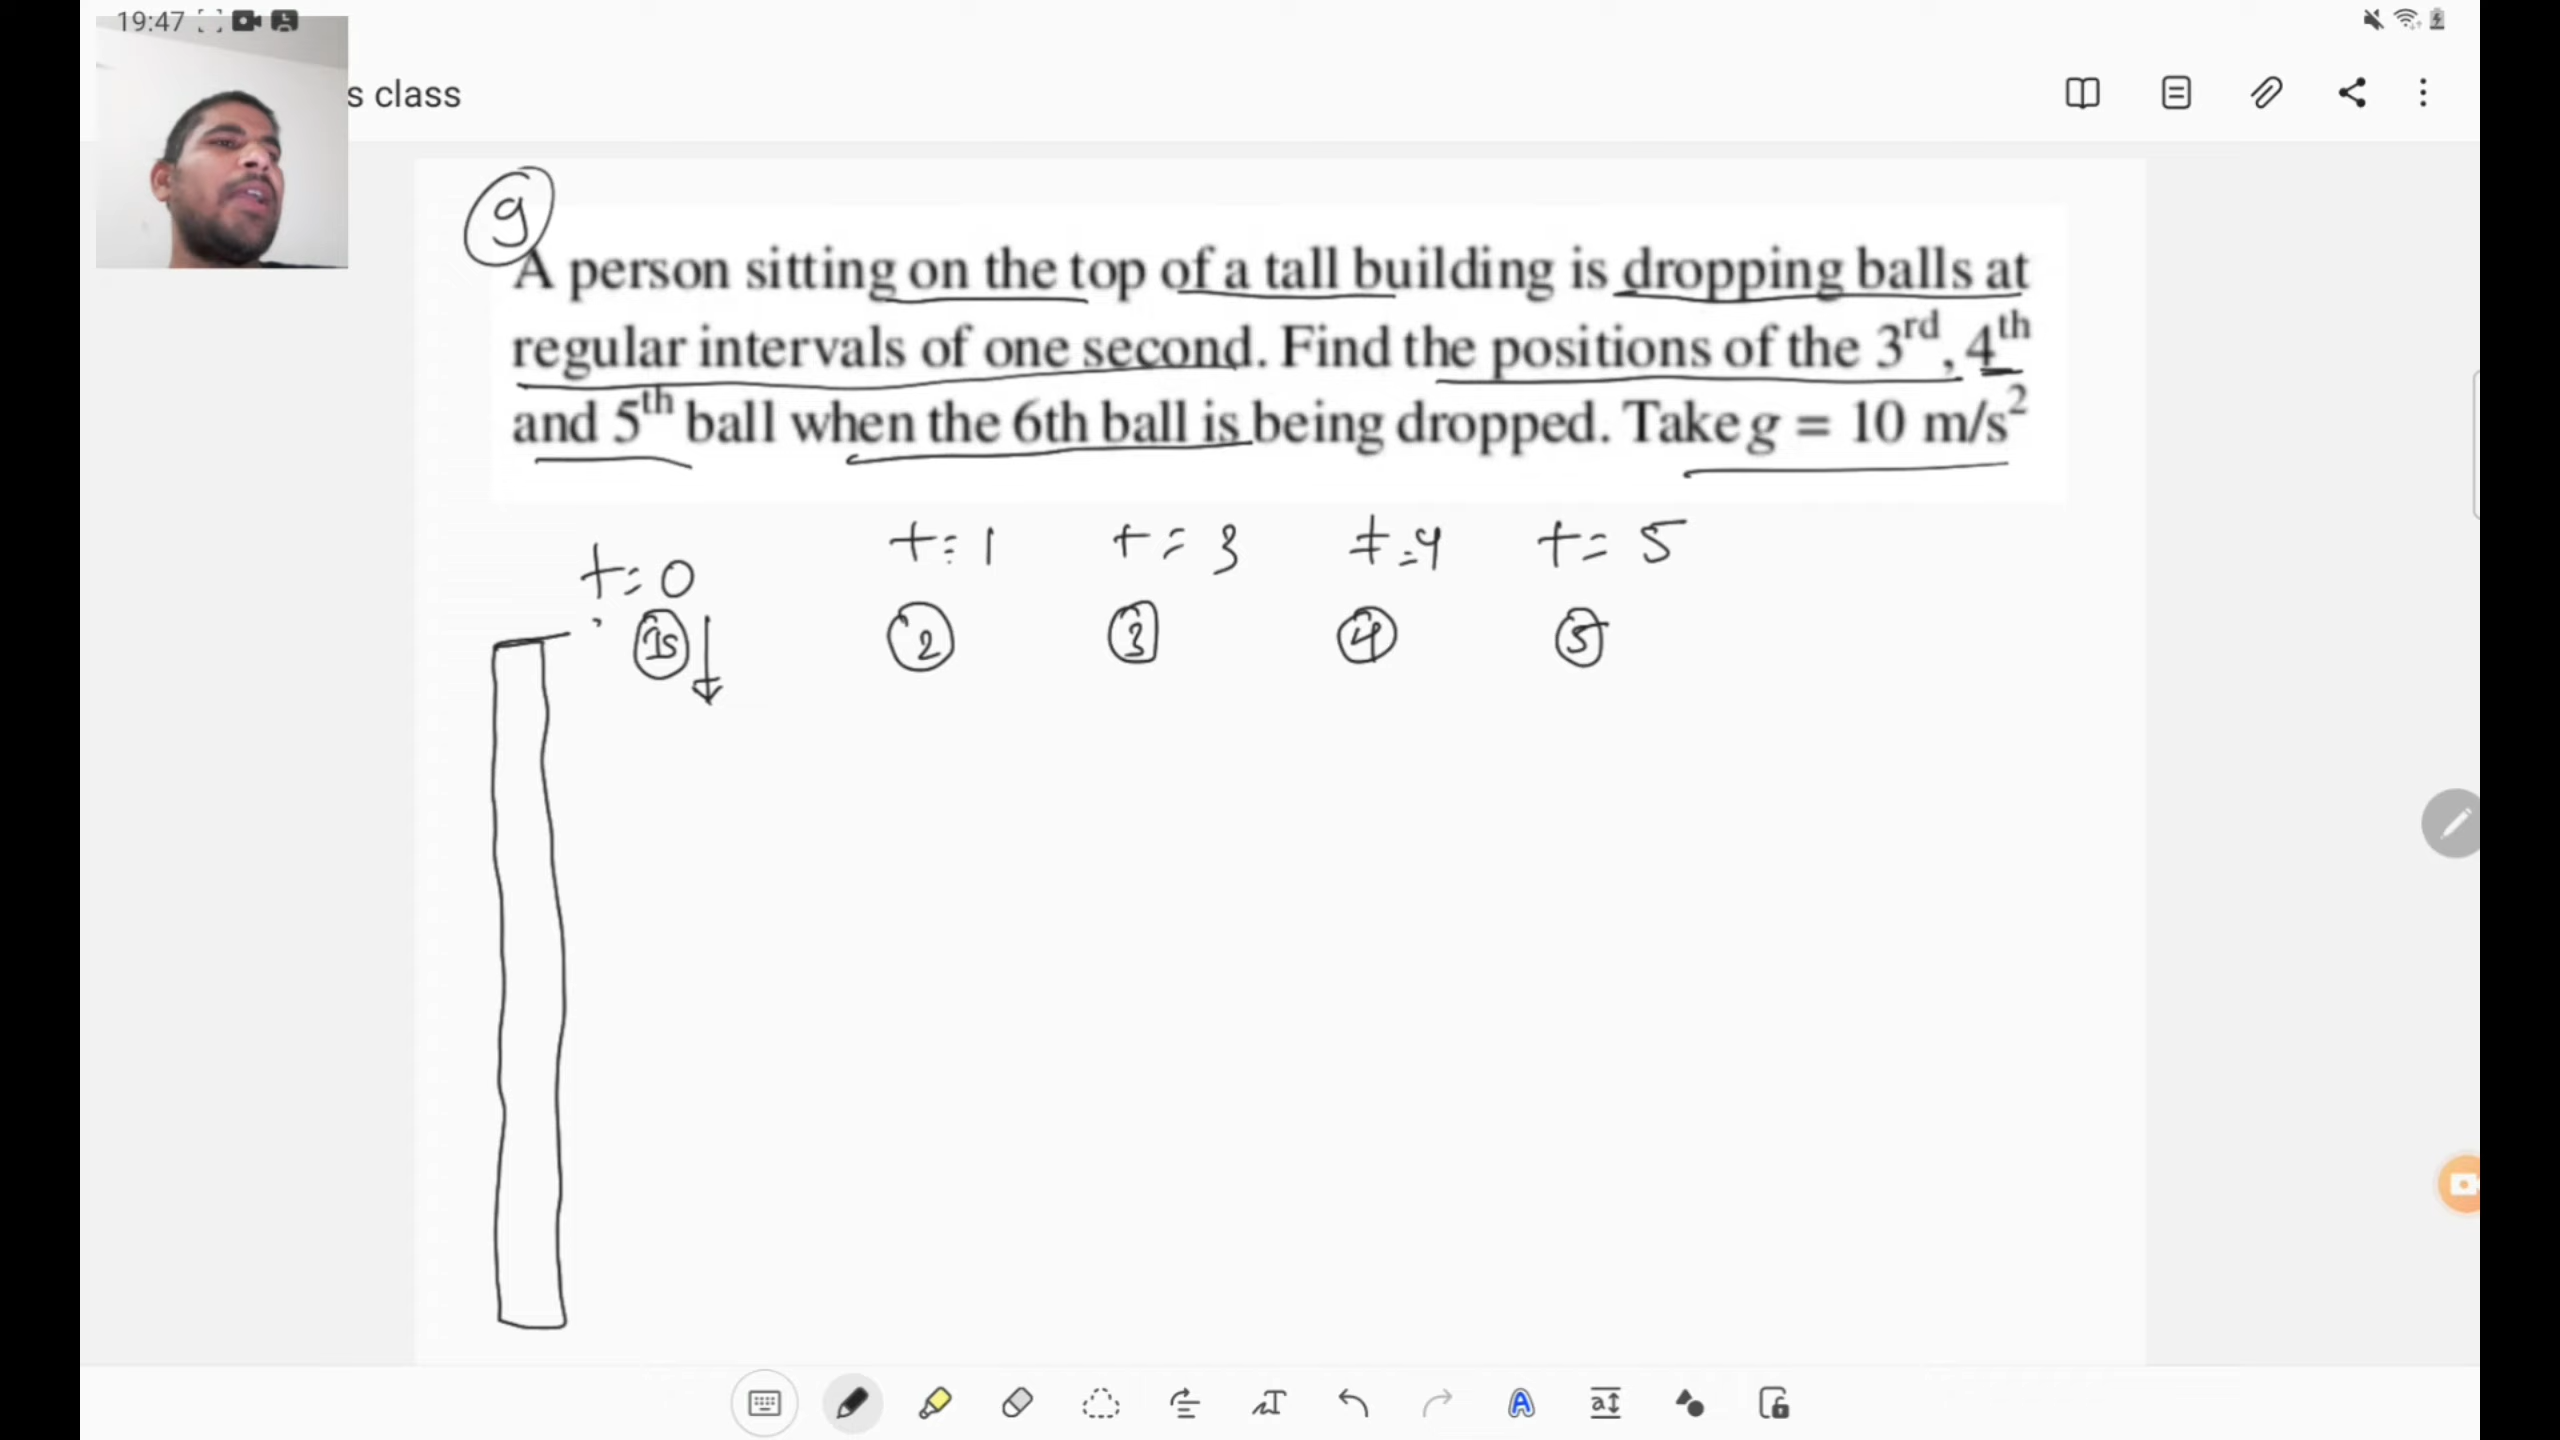 19:47
s class
9
A person sitting on the top of a tall building is dropping balls at
regular intervals of one second. Find the positions of the 3rd, 4th
and 5th ball when the 6th ball is being dropped. Take g = 10 m/s2
t=0 t=1 t=3 t=4 t=5
2 3 4 5